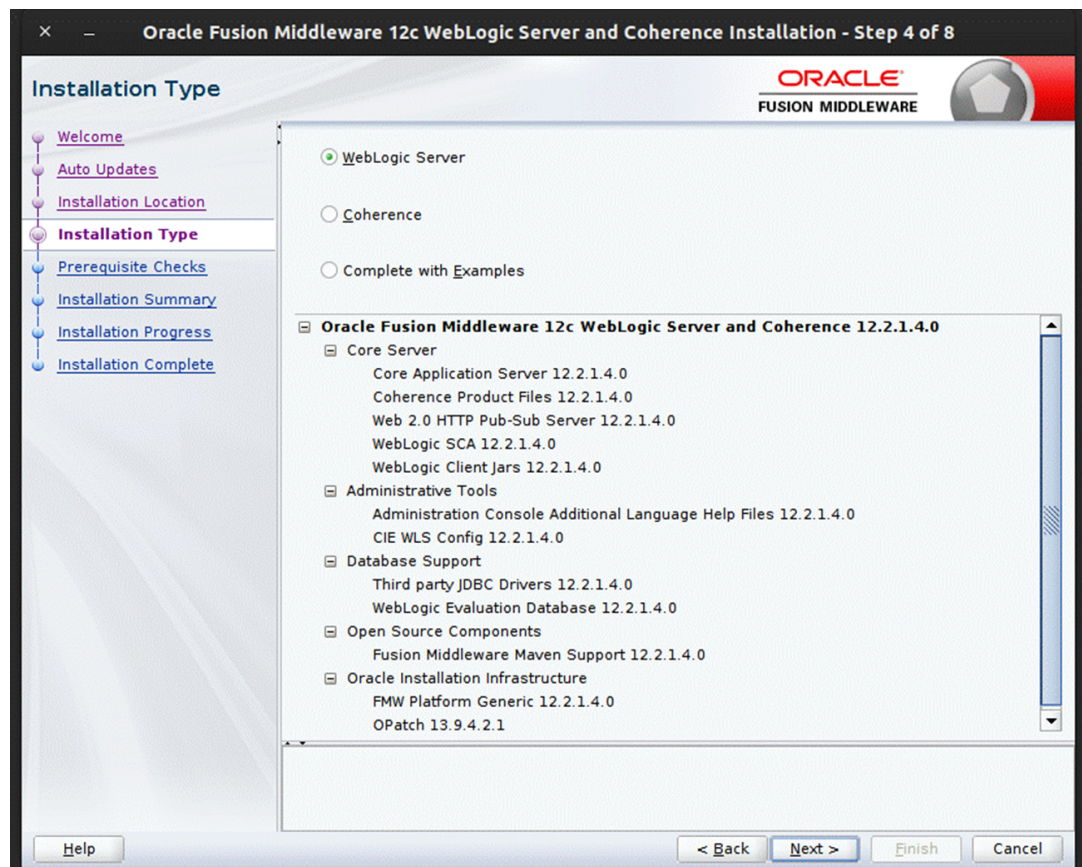 Oracle Fusion Middleware 12c WebLogic Server and Coherence Installation - Step 4 of 8
Installation Type
ORACLE
FUSION MIDDLEWARE
Welcome
Auto Updates
Installation Location
Installation Type
Prerequisite Checks
Installation Summary
Installation Progress
Installation Complete
WebLogic Server
Coherence
Complete with Examples
Oracle Fusion Middleware 12c WebLogic Server and Coherence 12.2.1.4.0
Core Server
Core Application Server 12.2.1.4.0
Coherence Product Files 12.2.1.4.0
Web 2.0 HTTP Pub-Sub Server 12.2.1.4.0
WebLogic SCA 12.2.1.4.0
WebLogic Client Jars 12.2.1.4.0
Administrative Tools
Administration Console Additional Language Help Files 12.2.1.4.0
CIE WLS Config 12.2.1.4.0
Database Support
Third party JDBC Drivers 12.2.1.4.0
WebLogic Evaluation Database 12.2.1.4.0
Open Source Components
Fusion Middleware Maven Support 12.2.1.4.0
Oracle Installation Infrastructure
FMW Platform Generic 12.2.1.4.0
OPatch 13.9.4.2.1
Help
< Back
Next >
Finish
Cancel